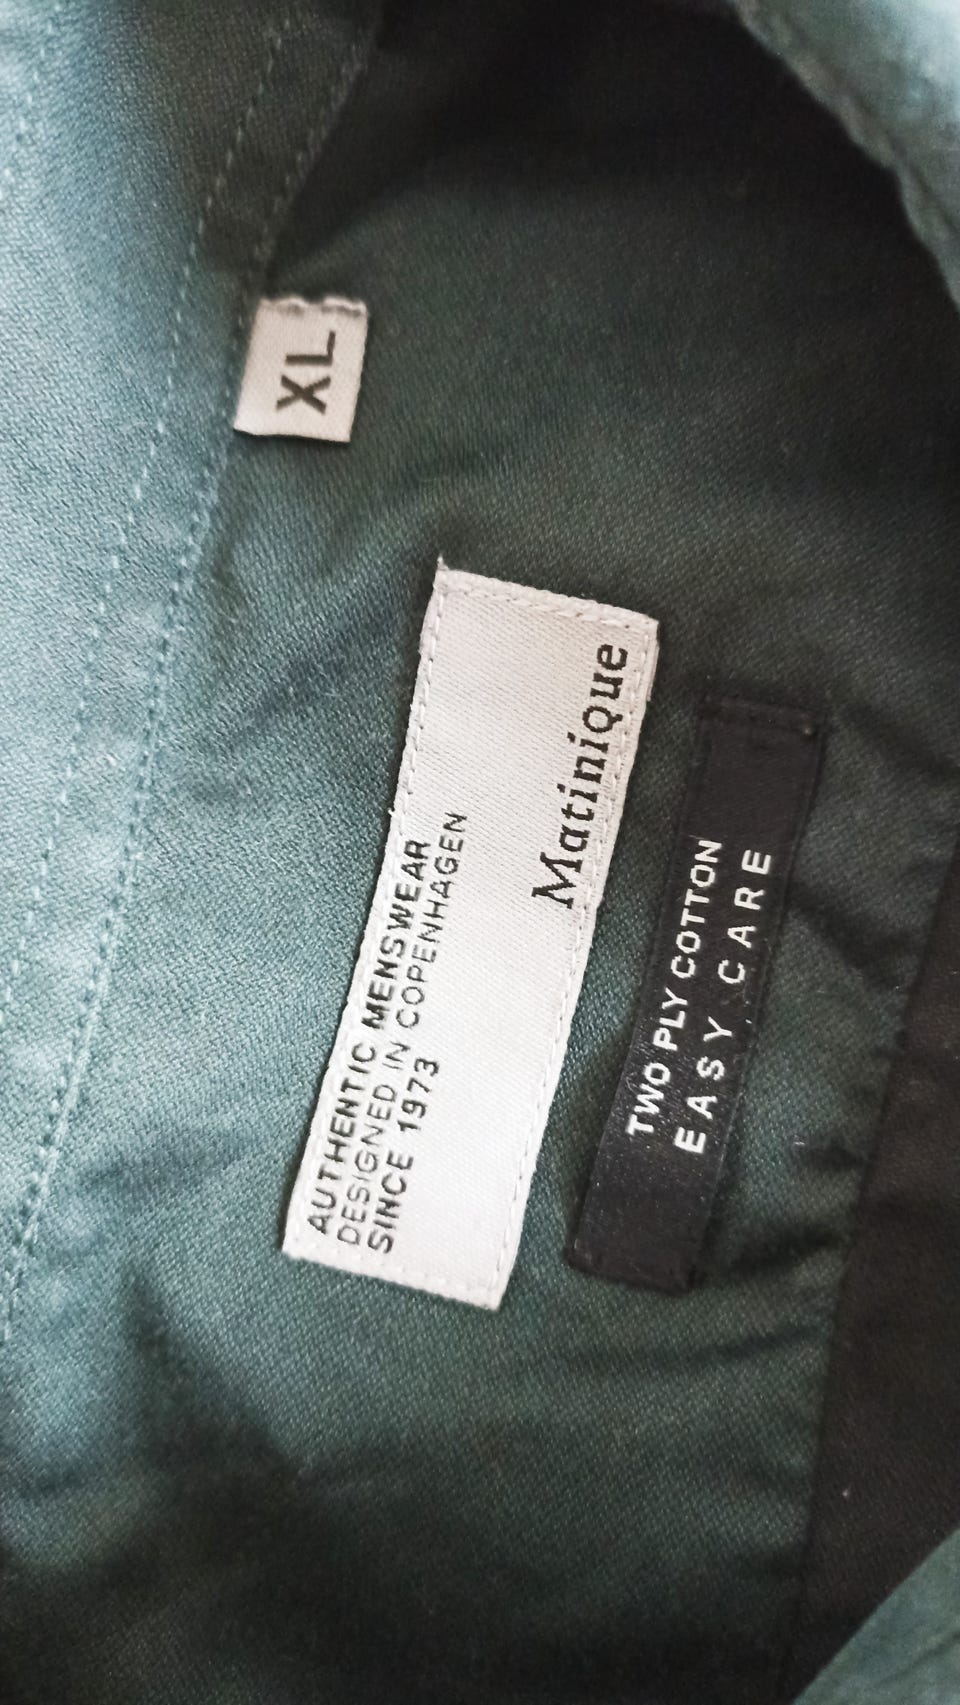 XL
AUTHENTIC MENSWEAR
DESIGNED IN COPENHAGEN
SINCE 1973
Matinique
TWO PLY COTTON
EASY CARE